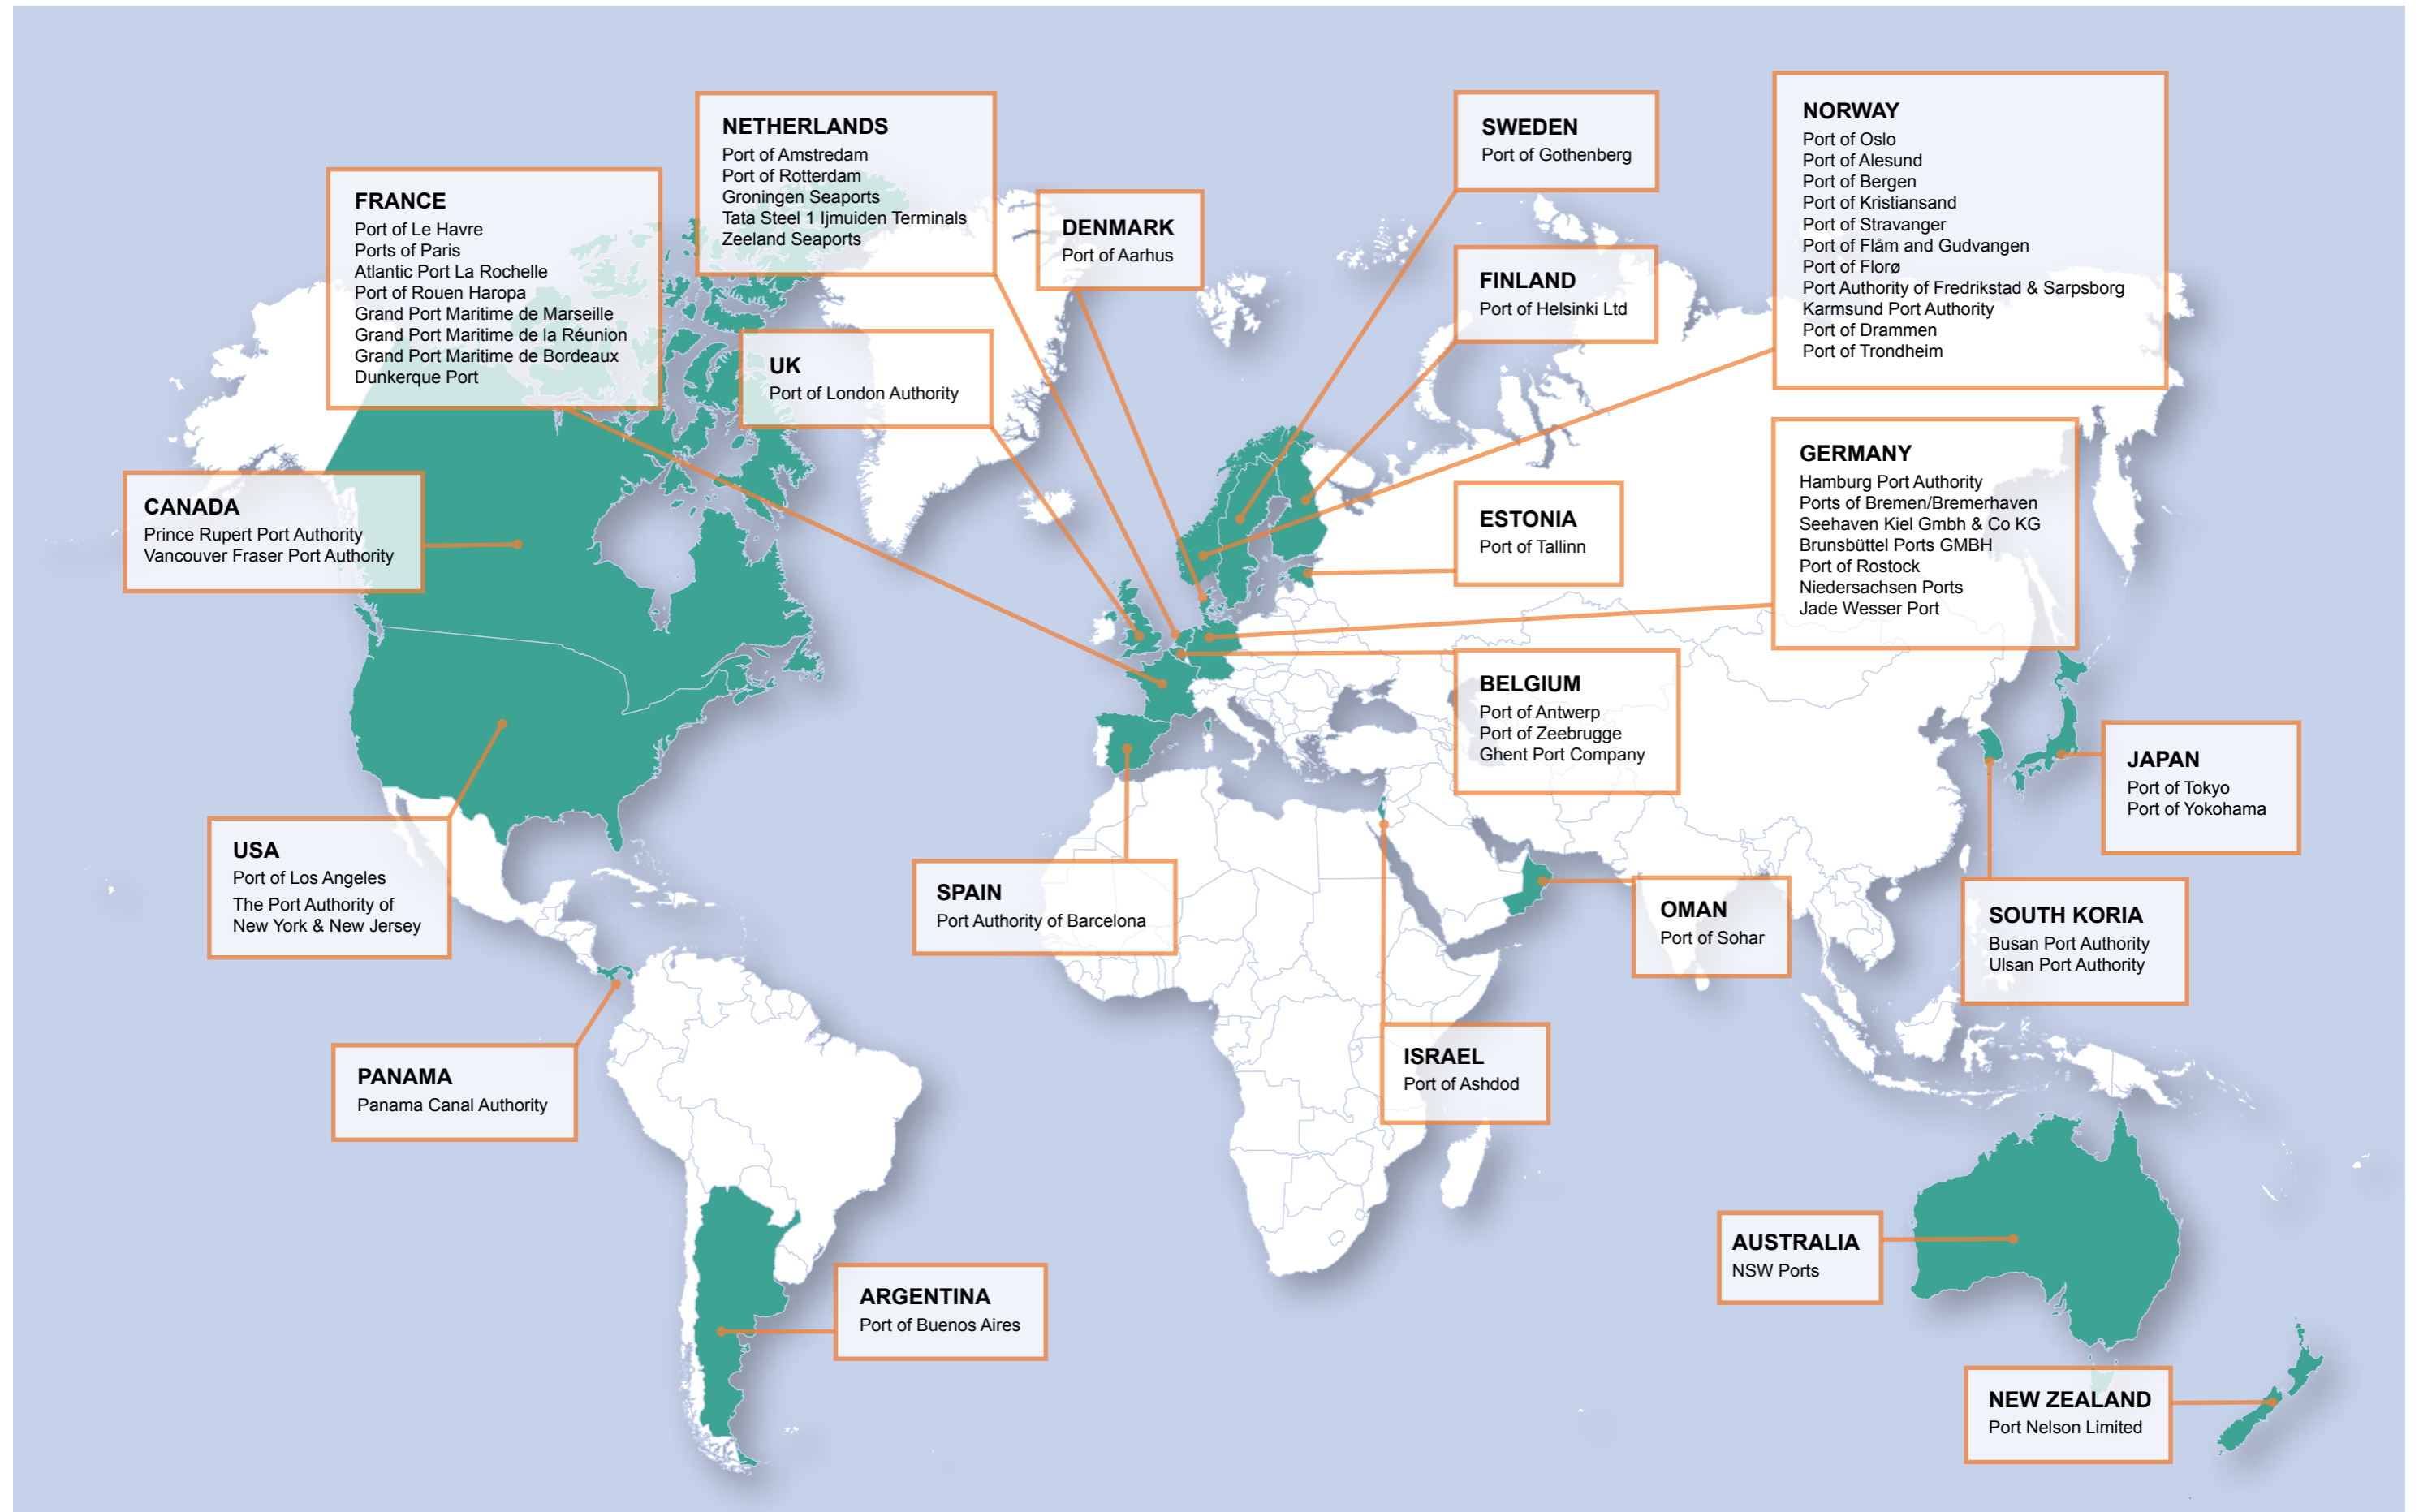 NETHERLANDS
Port of Amstredam
Port of Rotterdam
Groningen Seaports
Tata Steel 1 Ijmuiden Terminals
Zeeland Seaports
SWEDEN
Port of Gothenberg
NORWAY
Port of Oslo
Port of Alesund
Port of Bergen
Port of Kristiansand
Port of Stravanger
Port of Flåm and Gudvangen
Port of Florø
Port Authority of Fredrikstad & Sarpsborg
Karmsund Port Authority
Port of Drammen
Port of Trondheim
FRANCE
Port of Le Havre
Ports of Paris
Atlantic Port La Rochelle
Port of Rouen Haropa
Grand Port Maritime de Marseille
Grand Port Maritime de la Réunion
Grand Port Maritime de Bordeaux
Dunkerque Port
DENMARK
Port of Aarhus
FINLAND
Port of Helsinki Ltd
UK
Port of London Authority
GERMANY
Hamburg Port Authority
Ports of Bremen/Bremerhaven
Seehaven Kiel Gmbh & Co KG
Brunsbüttel Ports GMBH
Port of Rostock
Niedersachsen Ports
Jade Wesser Port
CANADA
Prince Rupert Port Authority
Vancouver Fraser Port Authority
ESTONIA
Port of Tallinn
BELGIUM
Port of Antwerp
Port of Zeebrugge
Ghent Port Company
JAPAN
Port of Tokyo
Port of Yokohama
USA
Port of Los Angeles
The Port Authority of
New York & New Jersey
SPAIN
Port Authority of Barcelona
OMAN
Port of Sohar
SOUTH KORIA
Busan Port Authority
Ulsan Port Authority
PANAMA
Panama Canal Authority
ISRAEL
Port of Ashdod
AUSTRALIA
NSW Ports
ARGENTINA
Port of Buenos Aires
NEW ZEALAND
Port Nelson Limited